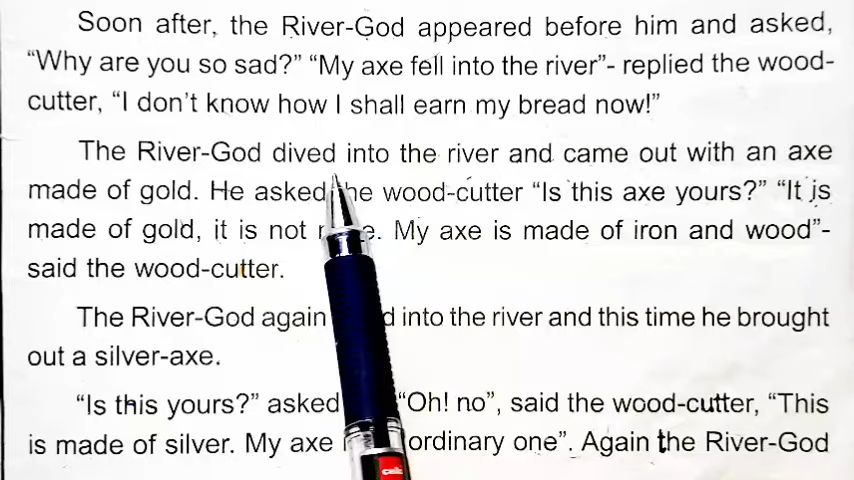 Soon after, the River-God appeared before him and asked,
“Why are you so sad?” “My axe fell into the river”- replied the wood-
cutter, “I don’t know how I shall earn my bread now!”
The River-God dived into the river and came out with an axe
made of gold. He asked the wood-cutter “Is this axe yours?” “It is
made of gold, it is not My axe is made of iron and wood”-
said the wood-cutter.
The River-God again into the river and this time he brought
out a silver-axe.
“Is this yours?” asked “Oh! no”, said the wood-cutter, “This
is made of silver. My axe ordinary one”. Again the River-God